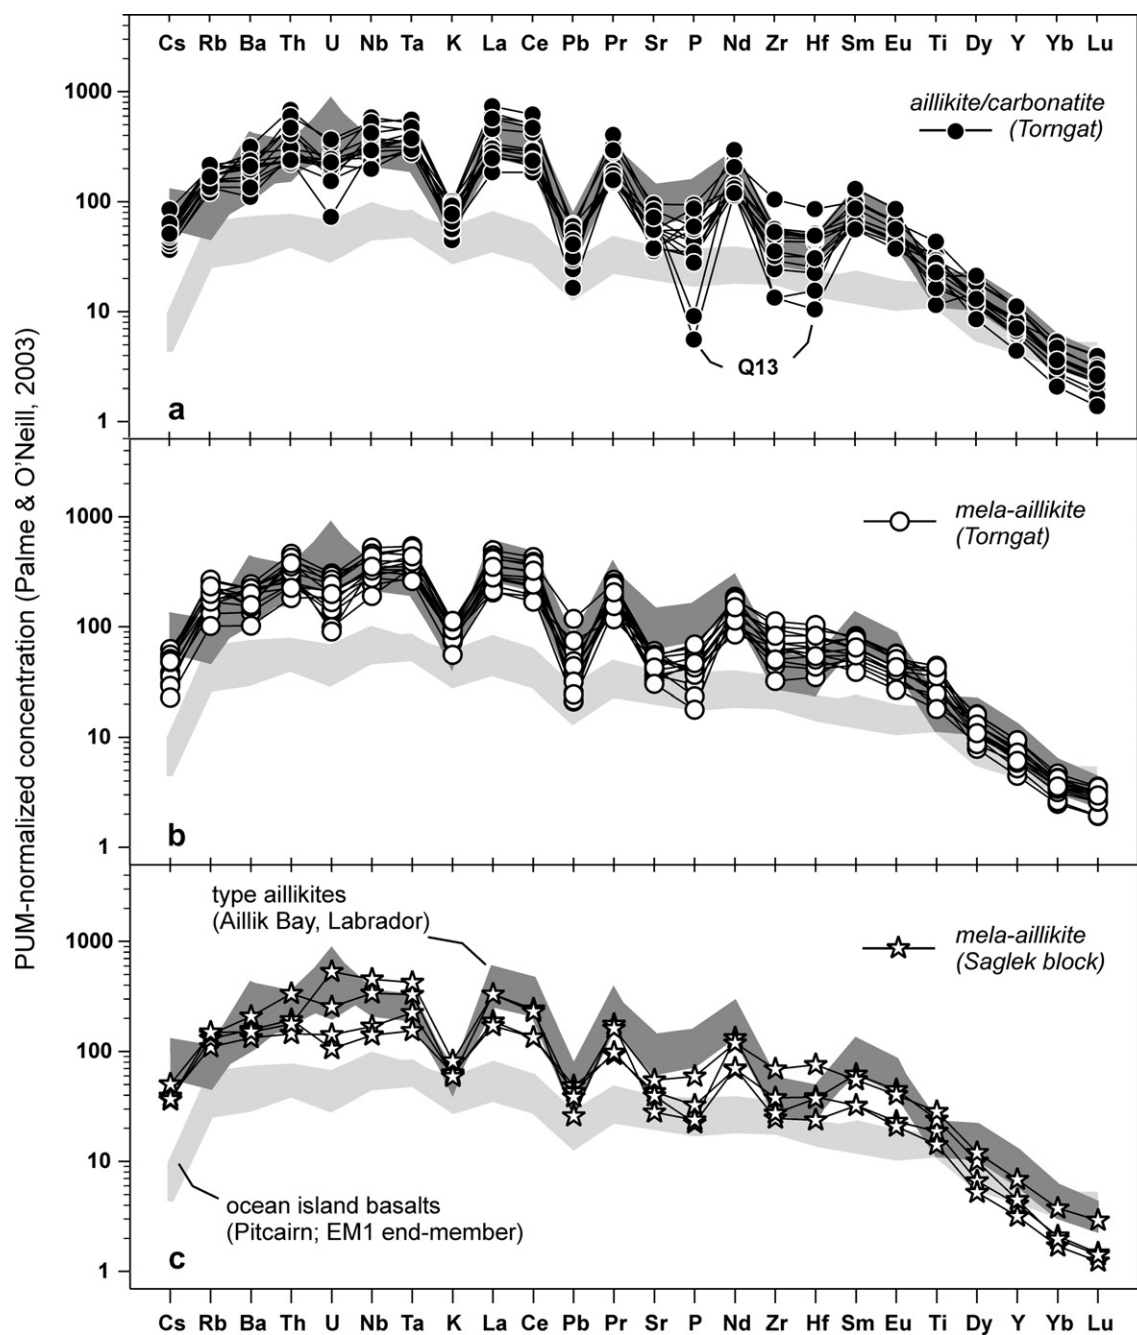 Cs Rb Ba Th U Nb Ta K La Ce Pb Pr Sr P Nd Zr Hf Sm Eu Ti Dy Y Yb Lu
PUM-normalized concentration (Palme & O'Neill, 2003)
1000
100
10
1
aillikite/carbonatite
(Torngat)
Q13
a
1000
100
10
1
mela-aillikite
(Torngat)
b
1000
100
10
1
type aillikites
(Aillik Bay, Labrador)
mela-aillikite
(Saglek block)
ocean island basalts
(Pitcairn; EM1 end-member)
c
Cs Rb Ba Th U Nb Ta K La Ce Pb Pr Sr P Nd Zr Hf Sm Eu Ti Dy Y Yb Lu